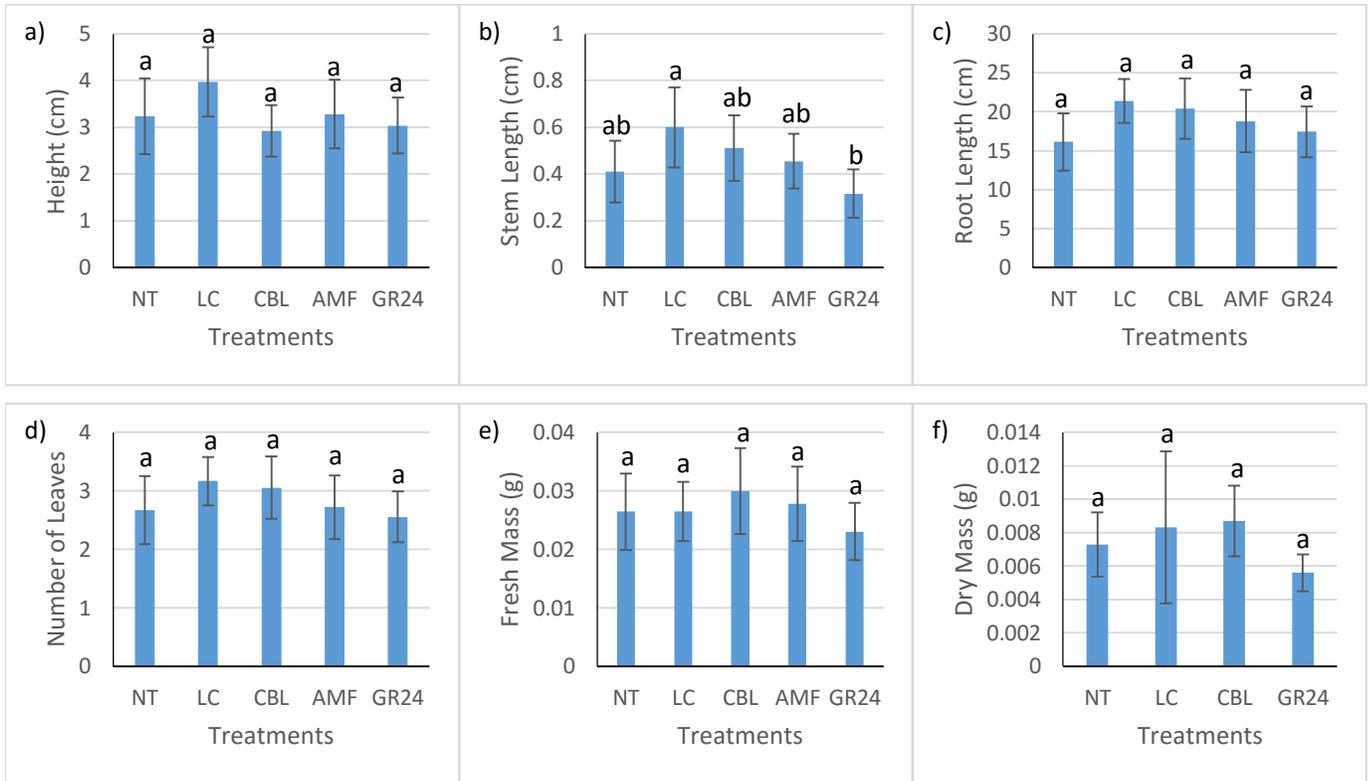 a)
Height (cm)
5
4
3
2
1
0
a
a
a
a
a
NT LC CBL AMF GR24
Treatments
b)
Stem Length (cm)
1
0.8
0.6
0.4
0.2
0
ab
a
ab
ab
b
NT LC CBL AMF GR24
Treatments
c)
Root Length (cm)
30
25
20
15
10
5
0
a
a
a
a
a
NT LC CBL AMF GR24
Treatments
d)
Number of Leaves
4
3
2
1
0
a
a
a
a
a
NT LC CBL AMF GR24
Treatments
e)
Fresh Mass (g)
0.04
0.03
0.02
0.01
0
a
a
a
a
a
NT LC CBL AMF GR24
Treatments
f)
Dry Mass (g)
0.014
0.012
0.01
0.008
0.006
0.004
0.002
0
a
a
a
a
NT LC CBL GR24
Treatments